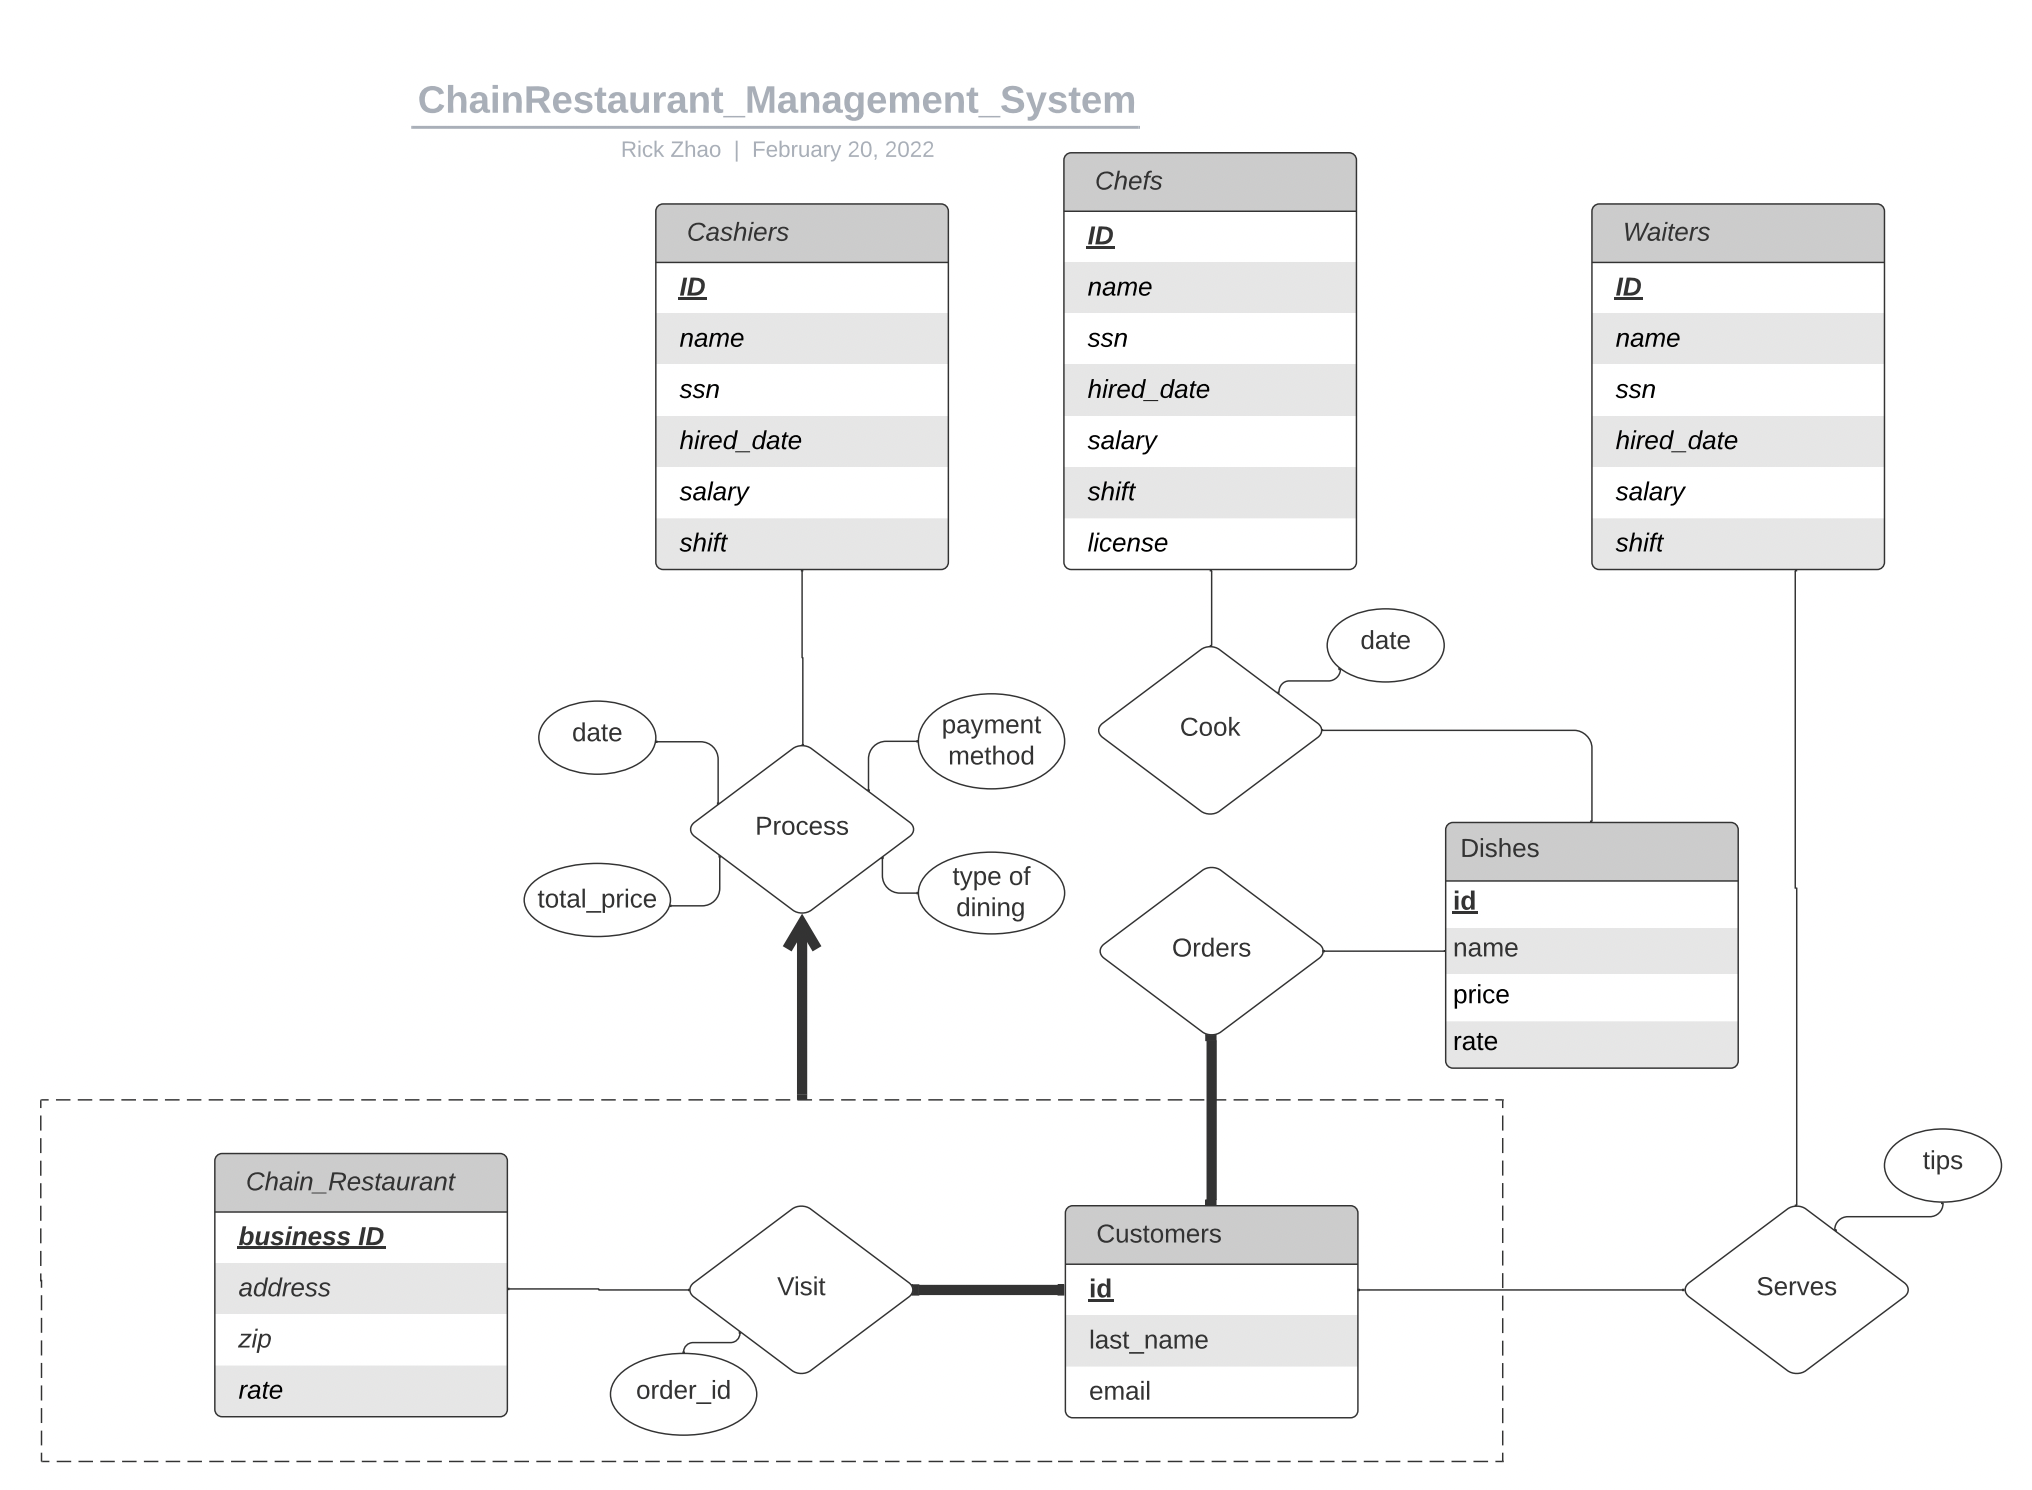 ChainRestaurant_Management_System
Rick Zhao | February 20, 2022
Cashiers
ID
name
ssn
hired_date
salary
shift
Chefs
ID
name
ssn
hired_date
salary
shift
license
Waiters
ID
name
ssn
hired_date
salary
shift
date
payment
method
Process
total_price
type of
dining
date
Cook
Orders
Dishes
id
name
price
rate
Chain_Restaurant
business ID
address
zip
rate
Visit
order_id
Customers
id
last_name
email
Serves
tips